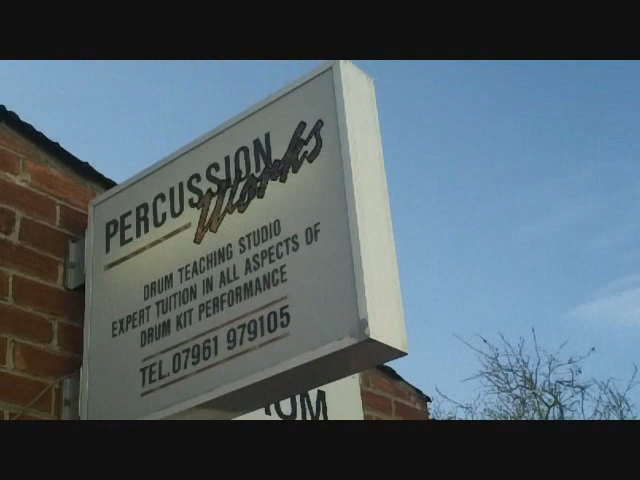 PERCUSSION
Works
DRUM TEACHING STUDIO
EXPERT TUITION IN ALL ASPECTS OF
DRUM KIT PERFORMANCE
TEL.07961 979105